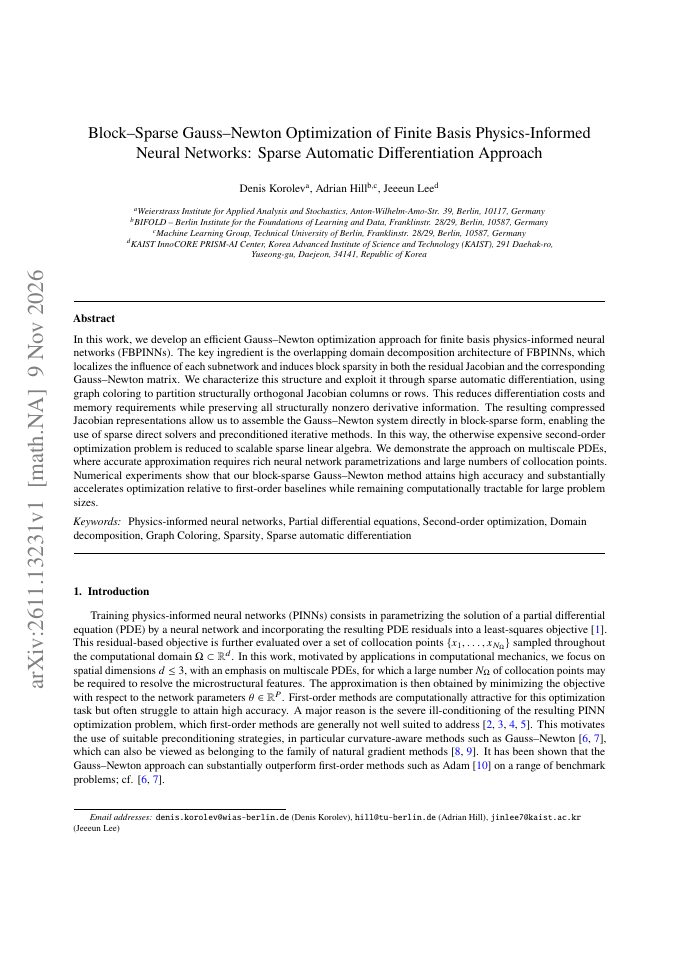 Block–Sparse Gauss–Newton Optimization of Finite Basis Physics-Informed
Neural Networks: Sparse Automatic Differentiation Approach
Denis Korolevᵃ, Adrian Hillᵇ,ᶜ, Jeeeun Leeᵈ
ᵃWeierstrass Institute for Applied Analysis and Stochastics, Anton-Wilhelm-Amo-Str. 39, Berlin, 10117, Germany
ᵇBIFOLD – Berlin Institute for the Foundations of Learning and Data, Franklinstr. 28/29, Berlin, 10587, Germany
ᶜMachine Learning Group, Technical University of Berlin, Franklinstr. 28/29, Berlin, 10587, Germany
ᵈKAIST InnoCORE PRISM-AI Center, Korea Advanced Institute of Science and Technology (KAIST), 291 Daehak-ro,
Yuseong-gu, Daejeon, 34141, Republic of Korea
Abstract
In this work, we develop an efficient Gauss–Newton optimization approach for finite basis physics-informed neural
networks (FBPINNs). The key ingredient is the overlapping domain decomposition architecture of FBPINNs, which
localizes the influence of each subnetwork and induces block sparsity in both the residual Jacobian and the corresponding
Gauss–Newton matrix. We characterize this structure and exploit it through sparse automatic differentiation, using
graph coloring to partition structurally orthogonal Jacobian columns or rows. This reduces differentiation costs and
memory requirements while preserving all structurally nonzero derivative information. The resulting compressed
Jacobian representations allow us to assemble the Gauss–Newton system directly in block-sparse form, enabling the
use of sparse direct solvers and preconditioned iterative methods. In this way, the otherwise expensive second-order
optimization problem is reduced to scalable sparse linear algebra. We demonstrate the approach on multiscale PDEs,
where accurate approximation requires rich neural network parametrizations and large numbers of collocation points.
Numerical experiments show that our block-sparse Gauss–Newton method attains high accuracy and substantially
accelerates optimization relative to first-order baselines while remaining computationally tractable for large problem
sizes.
Keywords: Physics-informed neural networks, Partial differential equations, Second-order optimization, Domain
decomposition, Graph Coloring, Sparsity, Sparse automatic differentiation
1. Introduction
Training physics-informed neural networks (PINNs) consists in parametrizing the solution of a partial differential
equation (PDE) by a neural network and incorporating the resulting PDE residuals into a least-squares objective [1].
This residual-based objective is further evaluated over a set of collocation points {x₁, . . . , x_{N_Ω}} sampled throughout
the computational domain Ω ⊂ ℝᵈ. In this work, motivated by applications in computational mechanics, we focus on
spatial dimensions d ≤ 3, with an emphasis on multiscale PDEs, for which a large number N_Ω of collocation points may
be required to resolve the microstructural features. The approximation is then obtained by minimizing the objective
with respect to the network parameters θ ∈ ℝᴾ. First-order methods are computationally attractive for this optimization
task but often struggle to attain high accuracy. A major reason is the severe ill-conditioning of the resulting PINN
optimization problem, which first-order methods are generally not well suited to address [2, 3, 4, 5]. This motivates
the use of suitable preconditioning strategies, in particular curvature-aware methods such as Gauss–Newton [6, 7],
which can also be viewed as belonging to the family of natural gradient methods [8, 9]. It has been shown that the
Gauss–Newton approach can substantially outperform first-order methods such as Adam [10] on a range of benchmark
problems; cf. [6, 7].
Email addresses: denis.korolev@wias-berlin.de (Denis Korolev), hill@tu-berlin.de (Adrian Hill), jinlee7@kaist.ac.kr
(Jeeeun Lee)
arXiv:2611.13231v1 [math.NA] 9 Nov 2026